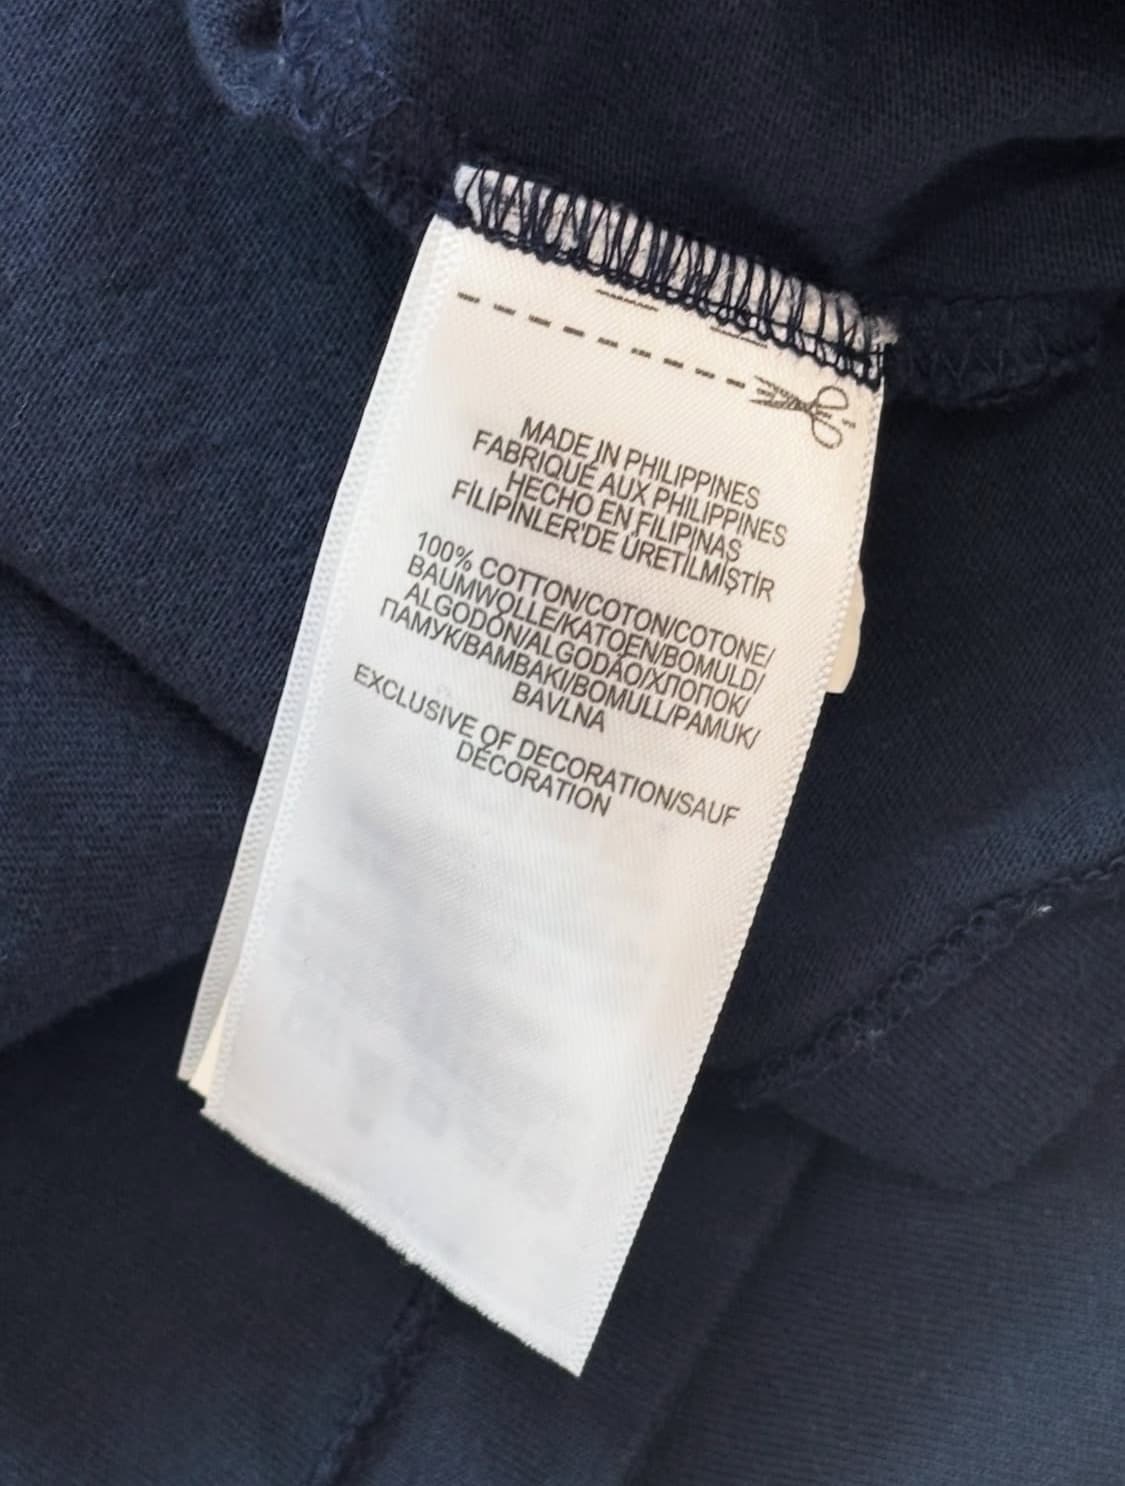 MADE IN PHILIPPINES
FABRIQUÉ AUX PHILIPPINES
HECHO EN FILIPINAS
FİLİPİNLER'DE ÜRETİLMİŞTİR
100% COTTON/COTON/COTONE/
BAUMWOLLE/KATOEN/BOMULD/
ALGODÓN/ALGODÃO/ХЛОПОК/
ПАМУК/ΒΑΜΒΑΚΙ/BOMULL/PAMUK/
BAVLNA
EXCLUSIVE OF DECORATION/SAUF
DÉCORATION